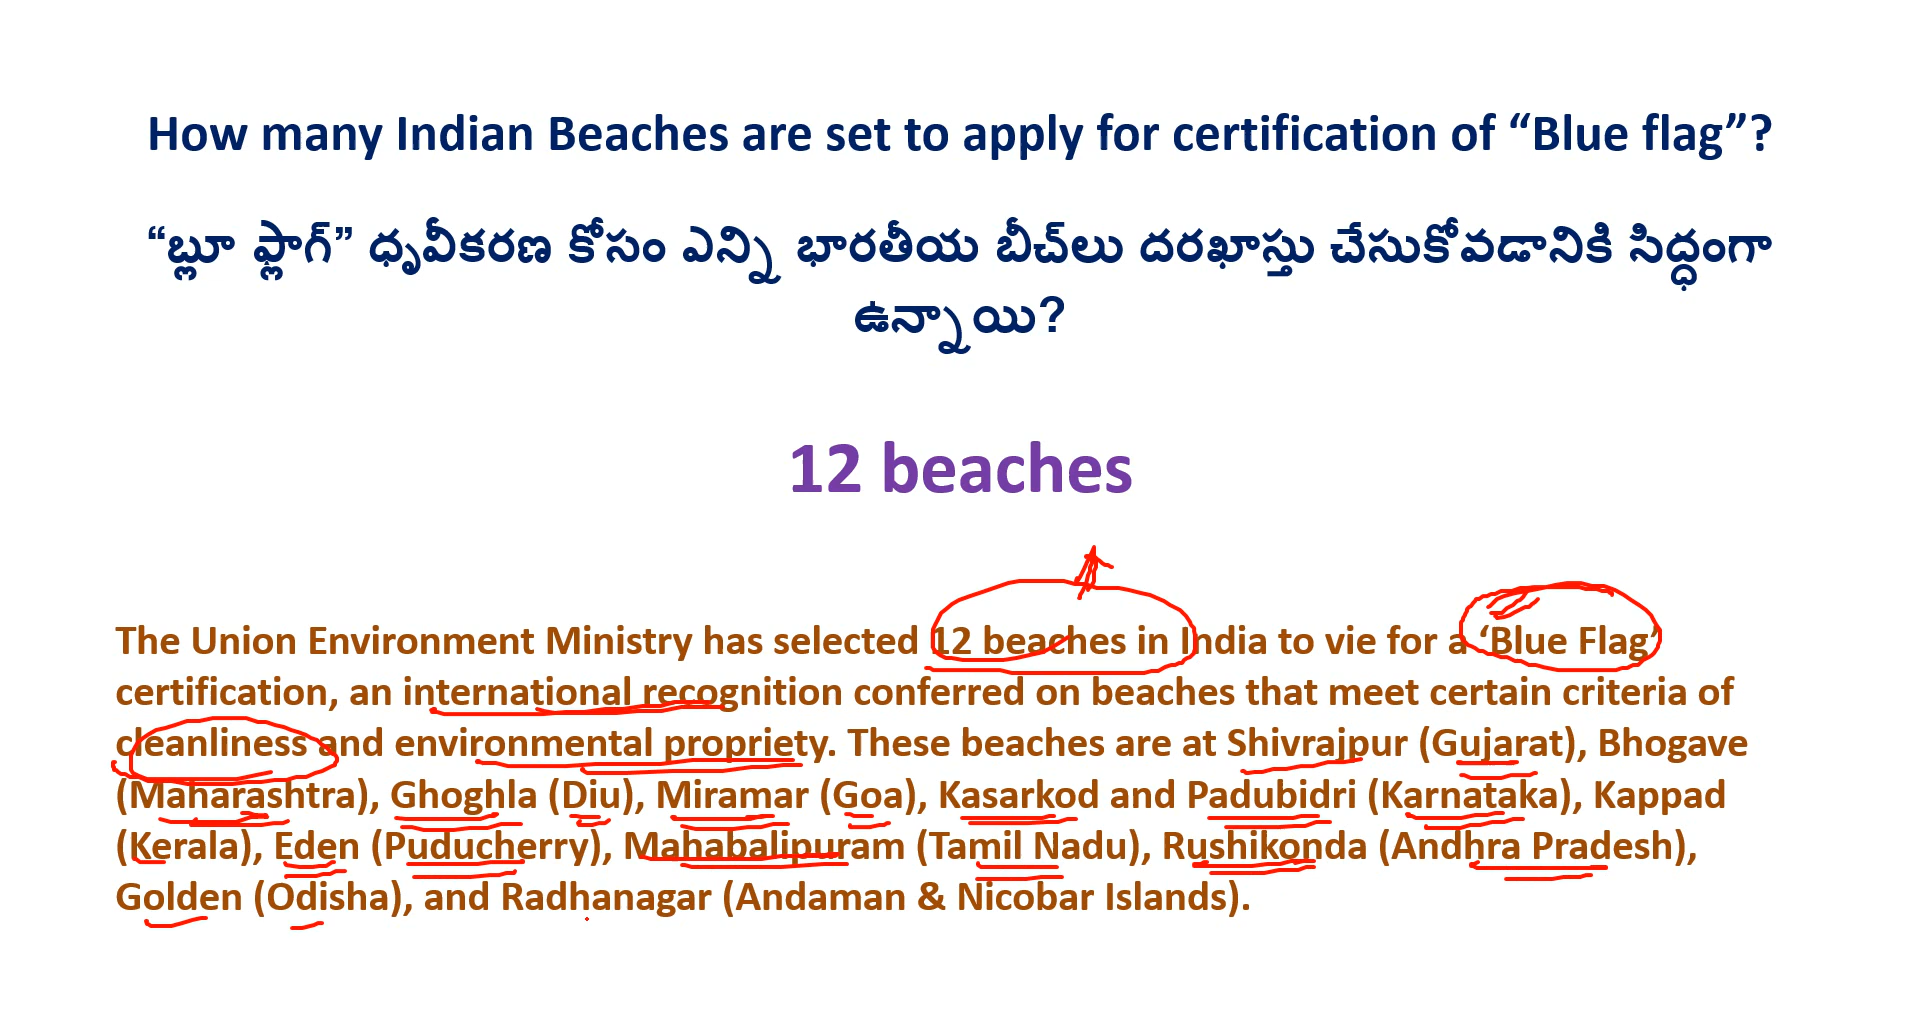 How many Indian Beaches are set to apply for certification of “Blue flag”?
“బ్లూ ఫ్లాగ్” ధృవీకరణ కోసం ఎన్ని భారతీయ బీచ్‌లు దరఖాస్తు చేసుకోవడానికి సిద్ధంగా
ఉన్నాయి?
12 beaches
The Union Environment Ministry has selected 12 beaches in India to vie for a ‘Blue Flag’
certification, an international recognition conferred on beaches that meet certain criteria of
cleanliness and environmental propriety. These beaches are at Shivrajpur (Gujarat), Bhogave
(Maharashtra), Ghoghla (Diu), Miramar (Goa), Kasarkod and Padubidri (Karnataka), Kappad
(Kerala), Eden (Puducherry), Mahabalipuram (Tamil Nadu), Rushikonda (Andhra Pradesh),
Golden (Odisha), and Radhanagar (Andaman & Nicobar Islands).